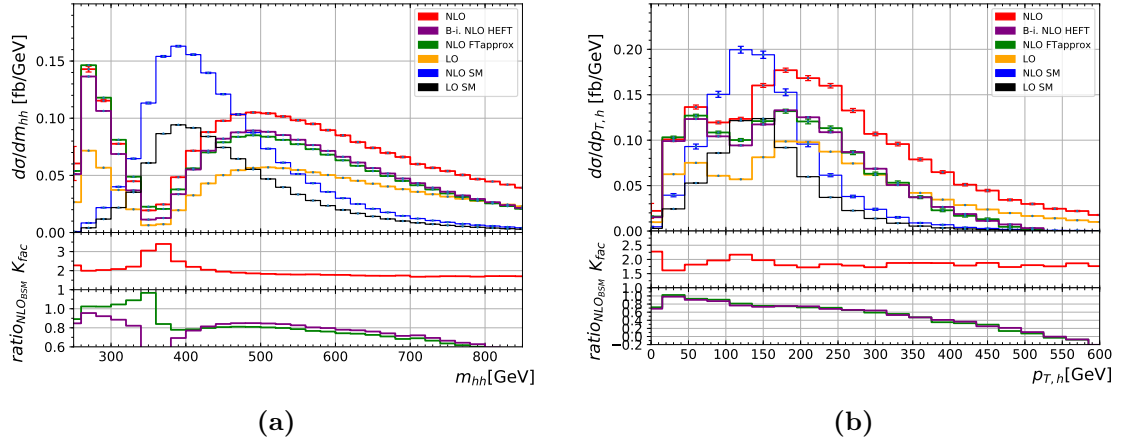 NLO
B-i. NLO HEFT
NLO FTapprox
LO
NLO SM
LO SM
dσ/dm_hh [fb/GeV]
0.15
0.10
0.05
0.00
K_fac
3
2
1
ratio_NLO_BSM
1.0
0.8
0.6
300 400 500 600 700 800
m_hh[GeV]
(a)
NLO
B-i. NLO HEFT
NLO FTapprox
LO
NLO SM
LO SM
dσ/dp_T,h [fb/GeV]
0.20
0.15
0.10
0.05
0.00
K_fac
2.5
2.0
1.5
1.0
ratio_NLO_BSM
0.8
0.6
0.4
0.2
0.0
−0.2
0 50 100 150 200 250 300 350 400 450 500 550 600
p_T,h[GeV]
(b)